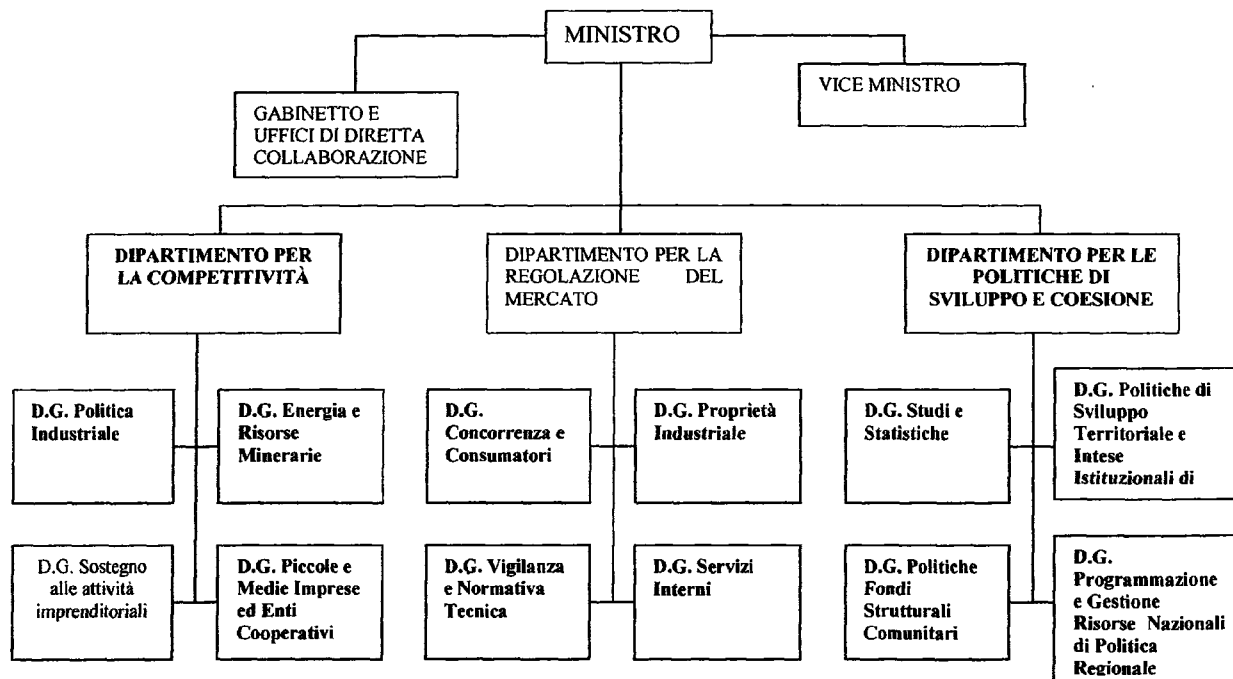 MINISTRO
VICE MINISTRO
GABINETTO E
UFFICI DI DIRETTA
COLLABORAZIONE
DIPARTIMENTO PER
LA COMPETITIVITÀ
DIPARTIMENTO PER LA
REGOLAZIONE DEL
MERCATO
DIPARTIMENTO PER LE
POLITICHE DI
SVILUPPO E COESIONE
D.G. Politica
Industriale
D.G. Energia e
Risorse
Minerarie
D.G.
Concorrenza e
Consumatori
D.G. Proprietà
Industriale
D.G. Studi e
Statistiche
D.G. Politiche di
Sviluppo
Territoriale e
Intese
Istituzionali di
D.G. Sostegno
alle attività
imprenditoriali
D.G. Piccole e
Medie Imprese
ed Enti
Cooperativi
D.G. Vigilanza
e Normativa
Tecnica
D.G. Servizi
Interni
D.G. Politiche
Fondi
Strutturali
Comunitari
D.G.
Programmazione
e Gestione
Risorse Nazionali
di Politica
Regionale